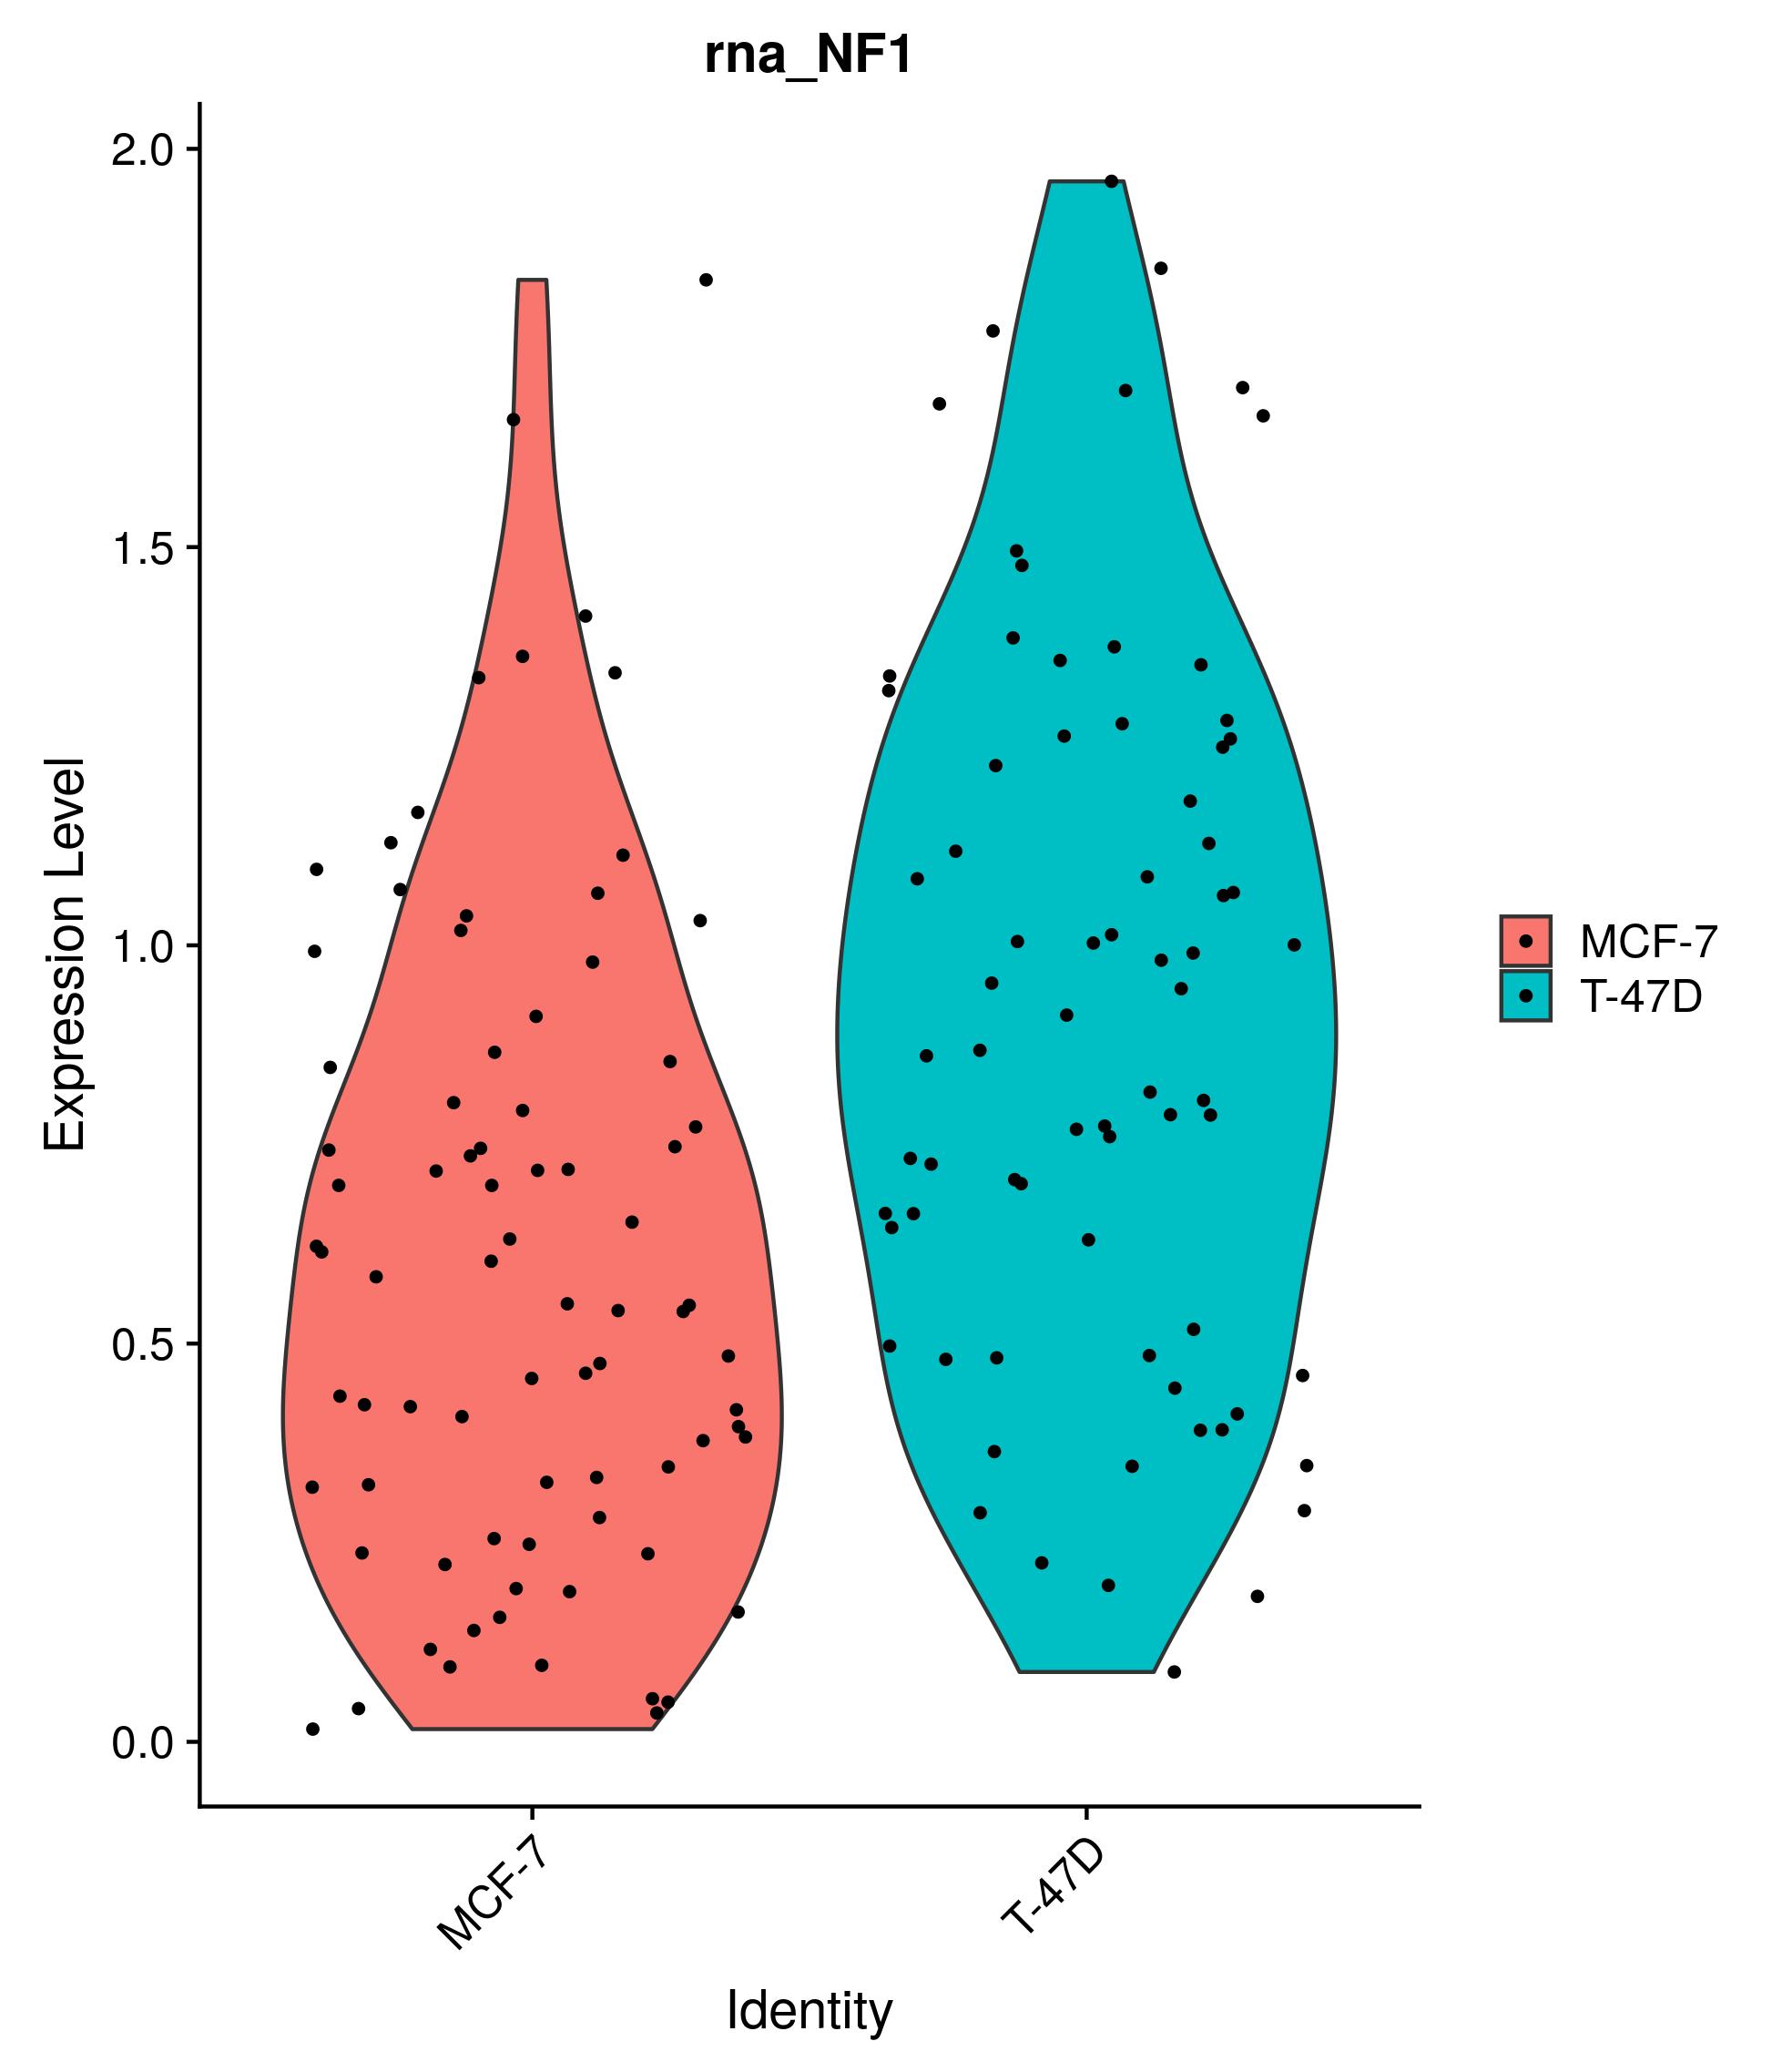 rna_NF1
Expression Level
2.0
1.5
1.0
0.5
0.0
MCF-7
T-47D
Identity
MCF-7
T-47D